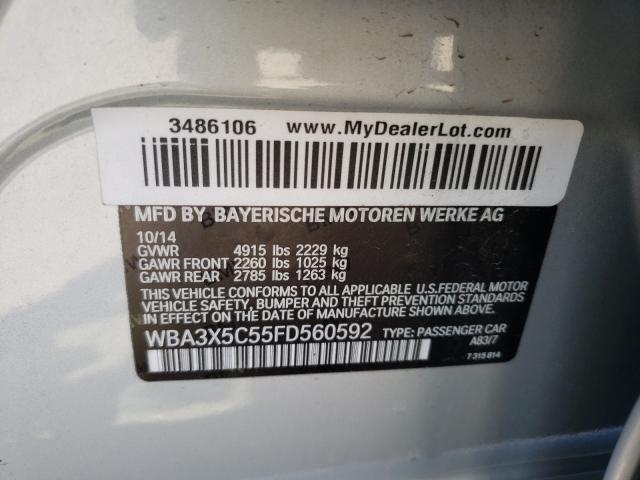 3486106 www.MyDealerLot.com
MFD BY BAYERISCHE MOTOREN WERKE AG
10/14
GVWR 4915 lbs 2229 kg
GAWR FRONT 2260 lbs 1025 kg
GAWR REAR 2785 lbs 1263 kg
THIS VEHICLE CONFORMS TO ALL APPLICABLE U.S.FEDERAL MOTOR
VEHICLE SAFETY, BUMPER AND THEFT PREVENTION STANDARDS
IN EFFECT ON THE DATE OF MANUFACTURE SHOWN ABOVE.
WBA3X5C55FD560592 TYPE: PASSENGER CAR
A83/7
7 315 814